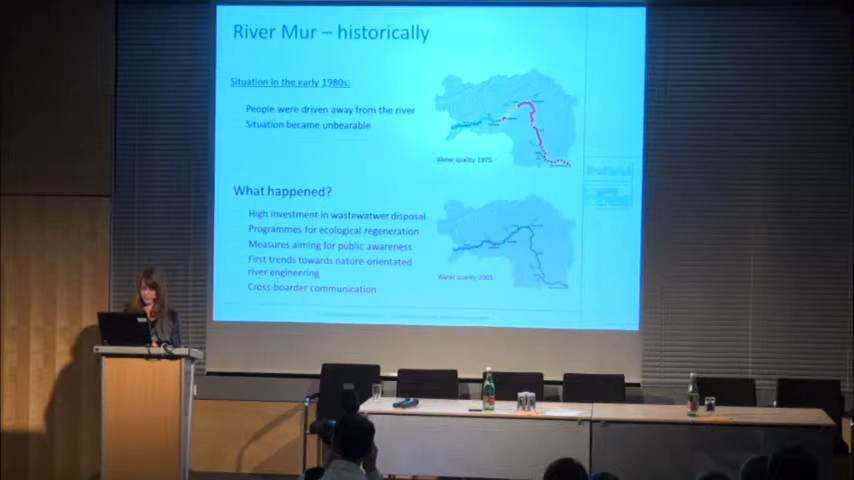 River Mur – historically
Situation in the early 1980s:
People were driven away from the river
Situation became unbearable
Water quality 1975
What happened?
High investment in wastewatwer disposal
Programmes for ecological regeneration
Measures aiming for public awareness
First trends towards nature-orientated
river engineering
Cross-boarder communication
Water quality 2005